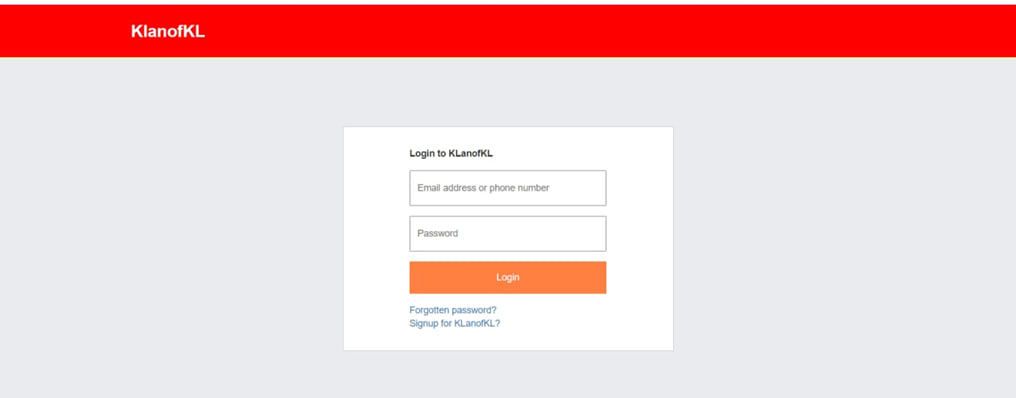 KlanofKL
Login to KLanofKL
Email address or phone number
Password
Login
Forgotten password?
Signup for KLanofKL?